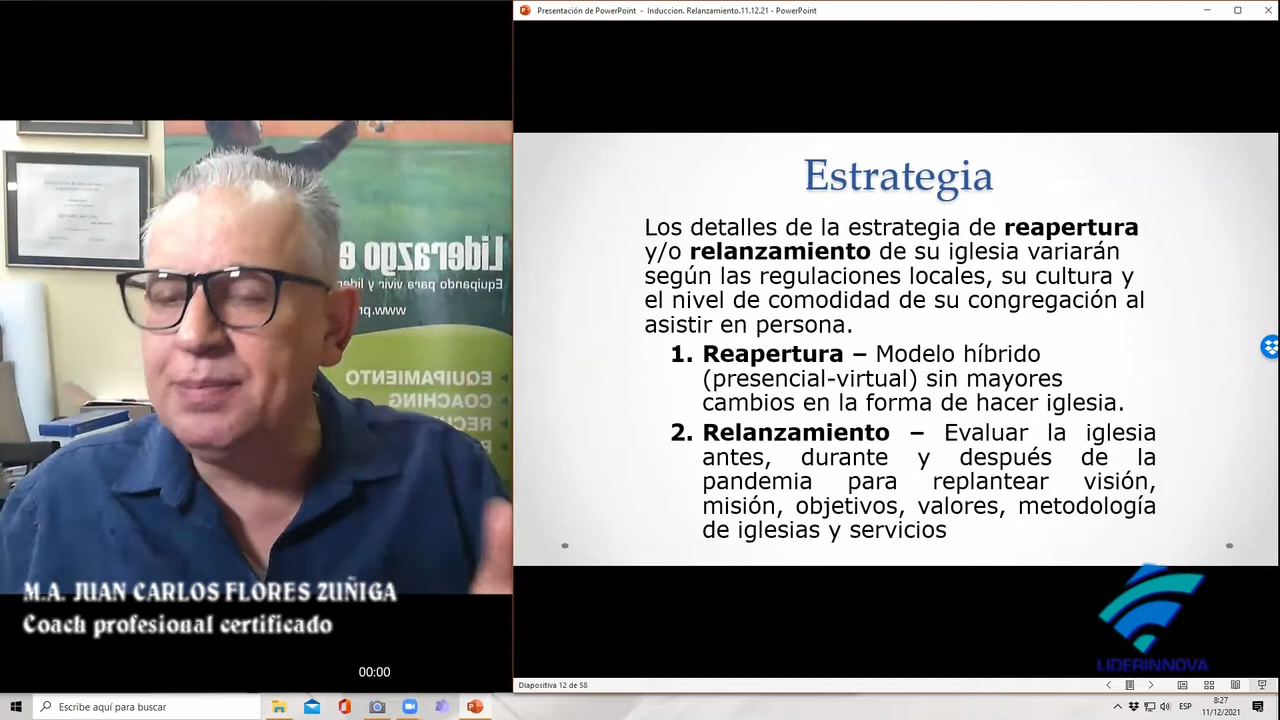 Presentación de PowerPoint - Induccion. Relanzamiento.11.12.21 - PowerPoint
Estrategia
Los detalles de la estrategia de reapertura
y/o relanzamiento de su iglesia variarán
según las regulaciones locales, su cultura y
el nivel de comodidad de su congregación al
asistir en persona.
1. Reapertura – Modelo híbrido
(presencial-virtual) sin mayores
cambios en la forma de hacer iglesia.
2. Relanzamiento – Evaluar la iglesia
antes, durante y después de la
pandemia para replantear visión,
misión, objetivos, valores, metodología
de iglesias y servicios
Liderazgo e
Equipando para vivir y lider
www.pr
EQUIPAMIENTO
COACHING
M.A. JUAN CARLOS FLORES ZUÑIGA
Coach profesional certificado
00:00
LIDERINNOVA
Diapositiva 12 de 58
Escribe aquí para buscar
ESP
8:27
11/12/2021